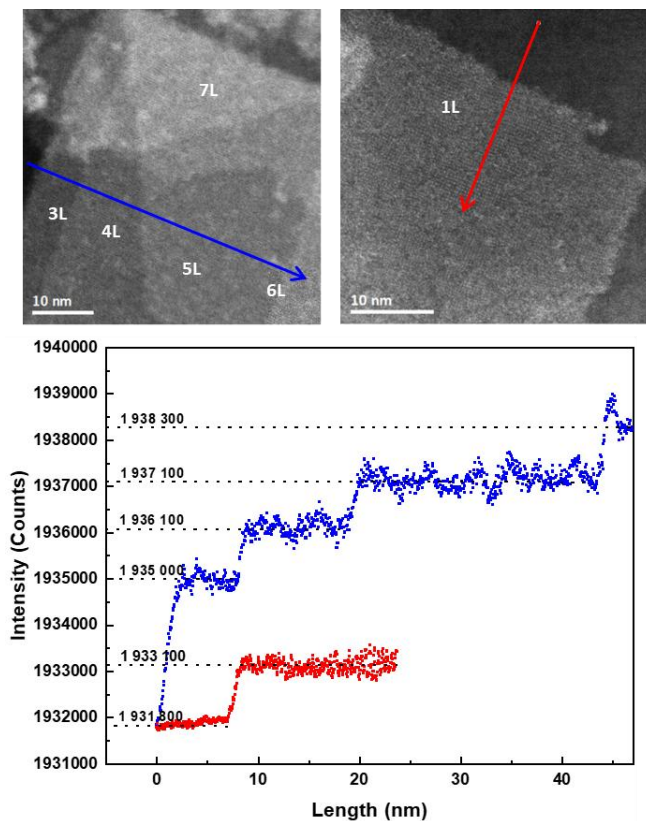 7L
3L
4L
5L
6L
10 nm
1L
10 nm
1940000
1939000
1938000
1937000
1936000
1935000
1934000
1933000
1932000
1931000
1 938 300
1 937 100
1 936 100
1 935 000
1 933 100
1 931 800
Intensity (Counts)
0 10 20 30 40
Length (nm)